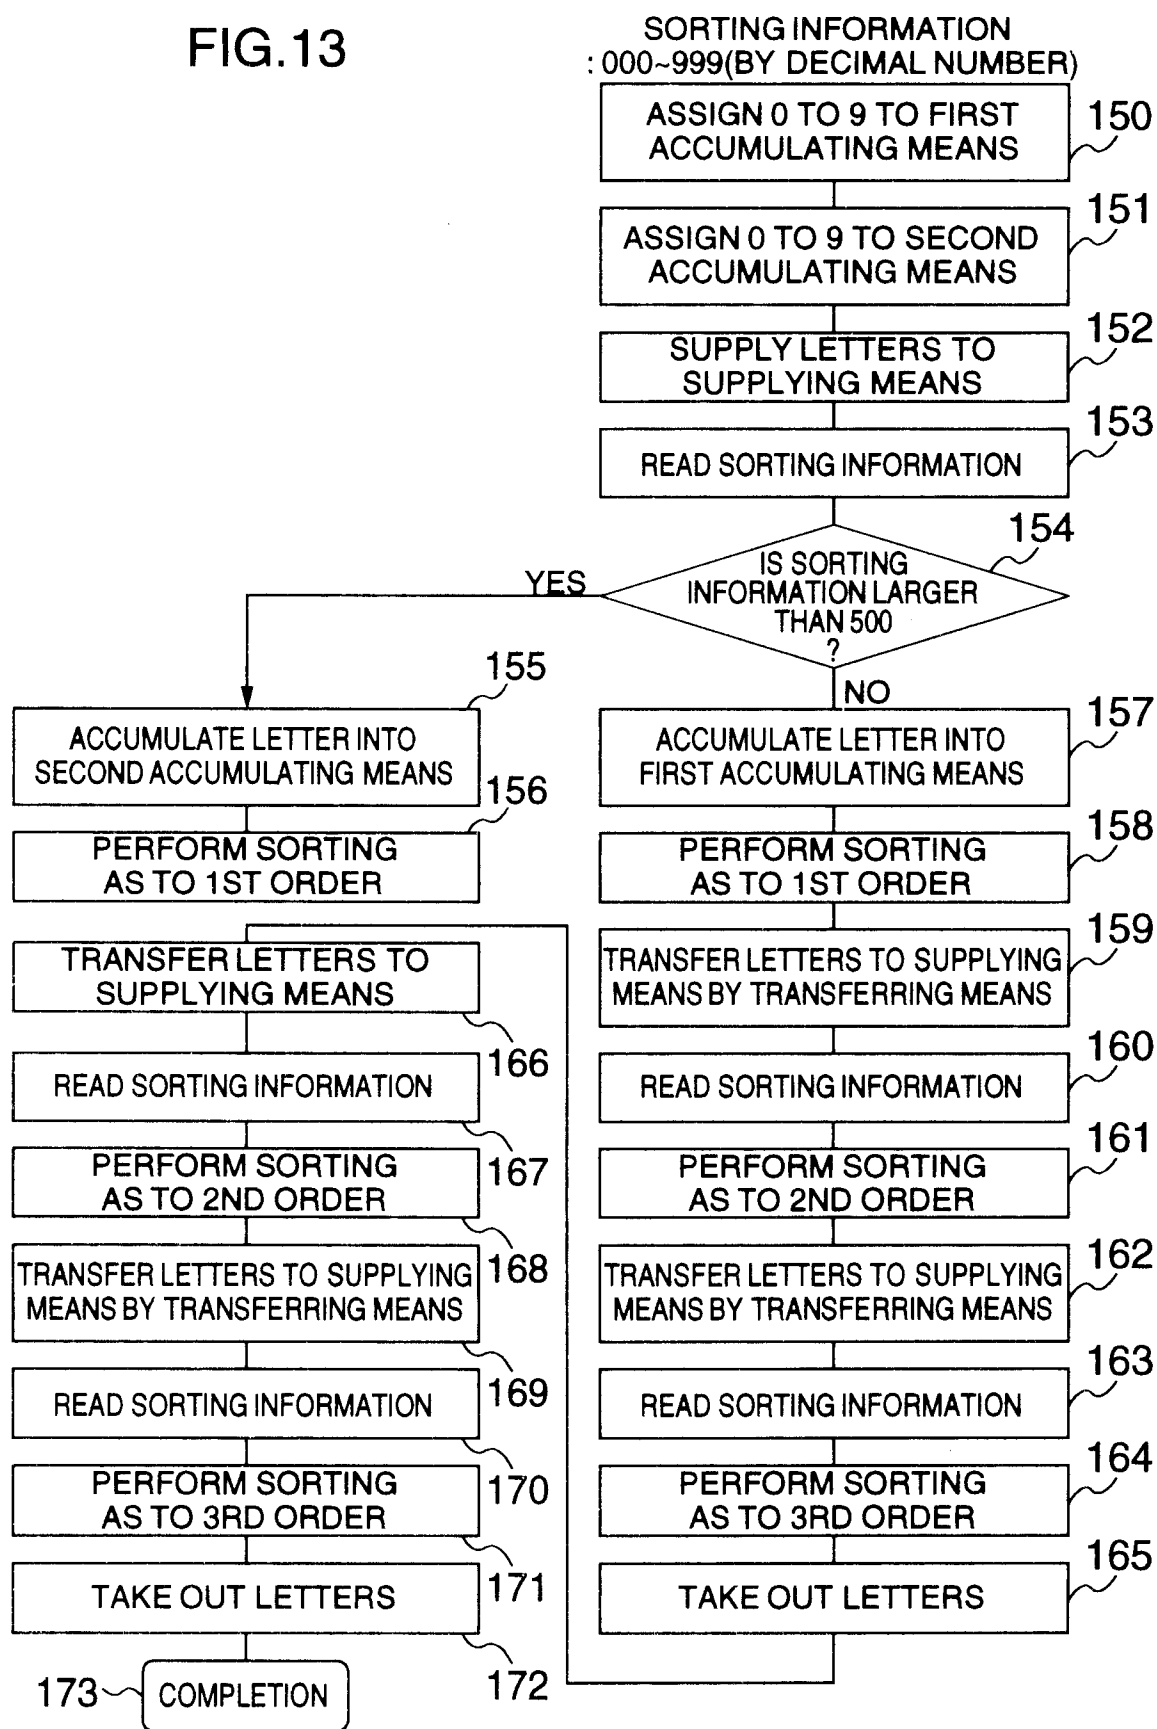 FIG.13
SORTING INFORMATION
: 000~999(BY DECIMAL NUMBER)
ASSIGN 0 TO 9 TO FIRST
ACCUMULATING MEANS
150
ASSIGN 0 TO 9 TO SECOND
ACCUMULATING MEANS
151
SUPPLY LETTERS TO
SUPPLYING MEANS
152
READ SORTING INFORMATION
153
IS SORTING
INFORMATION LARGER
THAN 500
?
154
YES
NO
ACCUMULATE LETTER INTO
SECOND ACCUMULATING MEANS
155
PERFORM SORTING
AS TO 1ST ORDER
156
ACCUMULATE LETTER INTO
FIRST ACCUMULATING MEANS
157
PERFORM SORTING
AS TO 1ST ORDER
158
TRANSFER LETTERS TO SUPPLYING
MEANS BY TRANSFERRING MEANS
159
READ SORTING INFORMATION
160
PERFORM SORTING
AS TO 2ND ORDER
161
TRANSFER LETTERS TO SUPPLYING
MEANS BY TRANSFERRING MEANS
162
READ SORTING INFORMATION
163
PERFORM SORTING
AS TO 3RD ORDER
164
TAKE OUT LETTERS
165
TRANSFER LETTERS TO
SUPPLYING MEANS
166
READ SORTING INFORMATION
167
PERFORM SORTING
AS TO 2ND ORDER
168
TRANSFER LETTERS TO SUPPLYING
MEANS BY TRANSFERRING MEANS
169
READ SORTING INFORMATION
170
PERFORM SORTING
AS TO 3RD ORDER
171
TAKE OUT LETTERS
172
173
COMPLETION